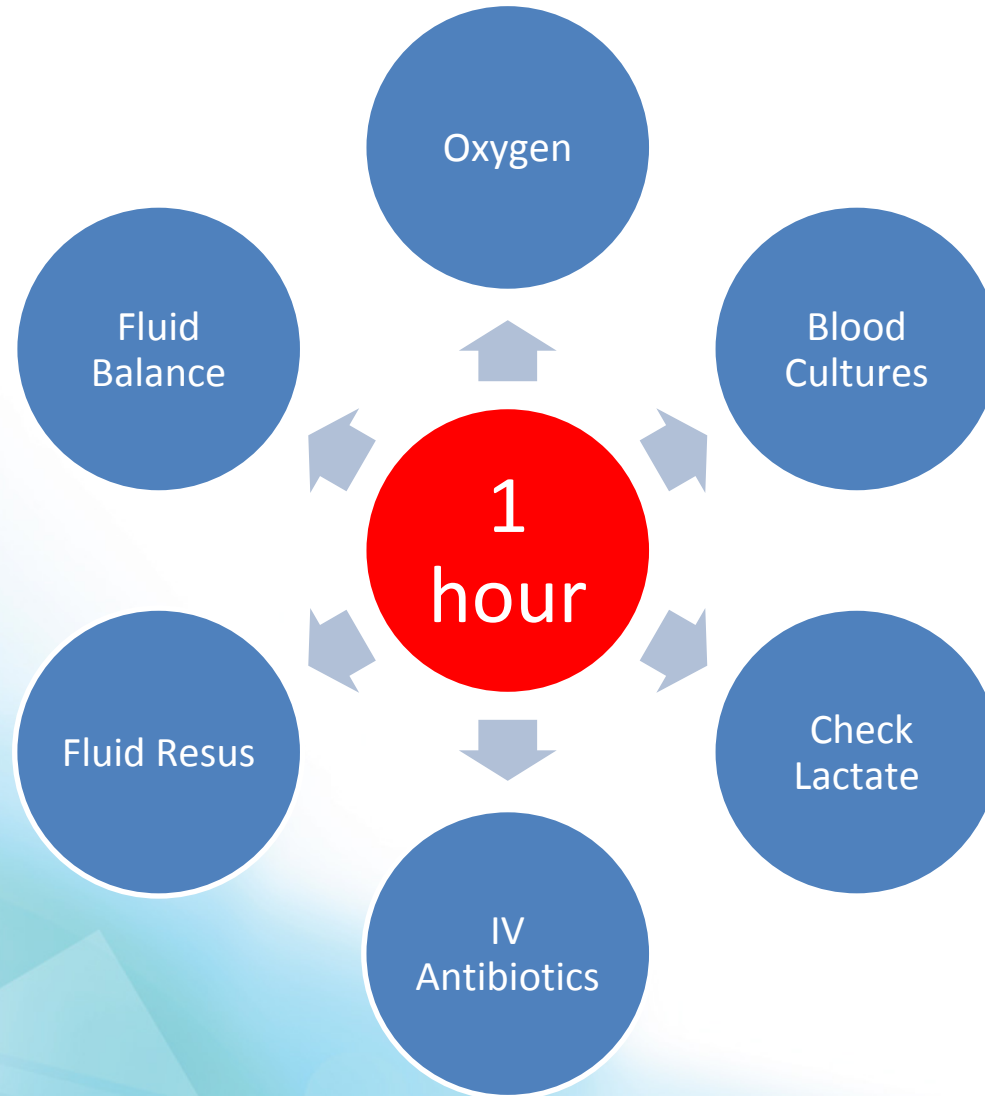 Oxygen
Blood
Cultures
Check
Lactate
IV
Antibiotics
Fluid Resus
Fluid
Balance
1
hour